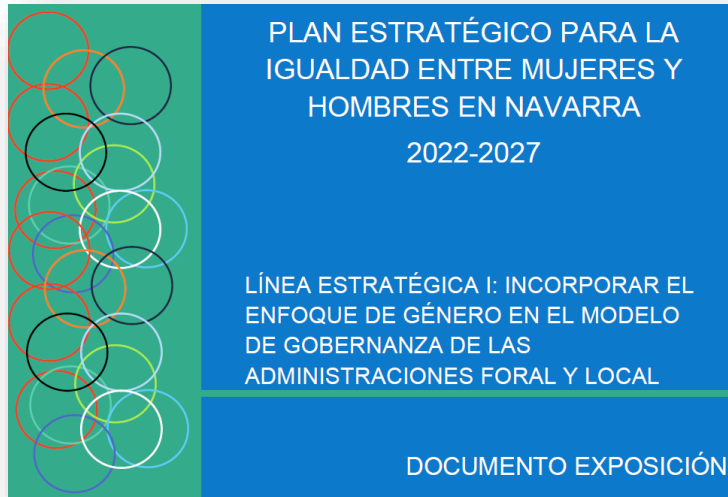 PLAN ESTRATÉGICO PARA LA
IGUALDAD ENTRE MUJERES Y
HOMBRES EN NAVARRA
2022-2027
LÍNEA ESTRATÉGICA I: INCORPORAR EL
ENFOQUE DE GÉNERO EN EL MODELO
DE GOBERNANZA DE LAS
ADMINISTRACIONES FORAL Y LOCAL
DOCUMENTO EXPOSICIÓN